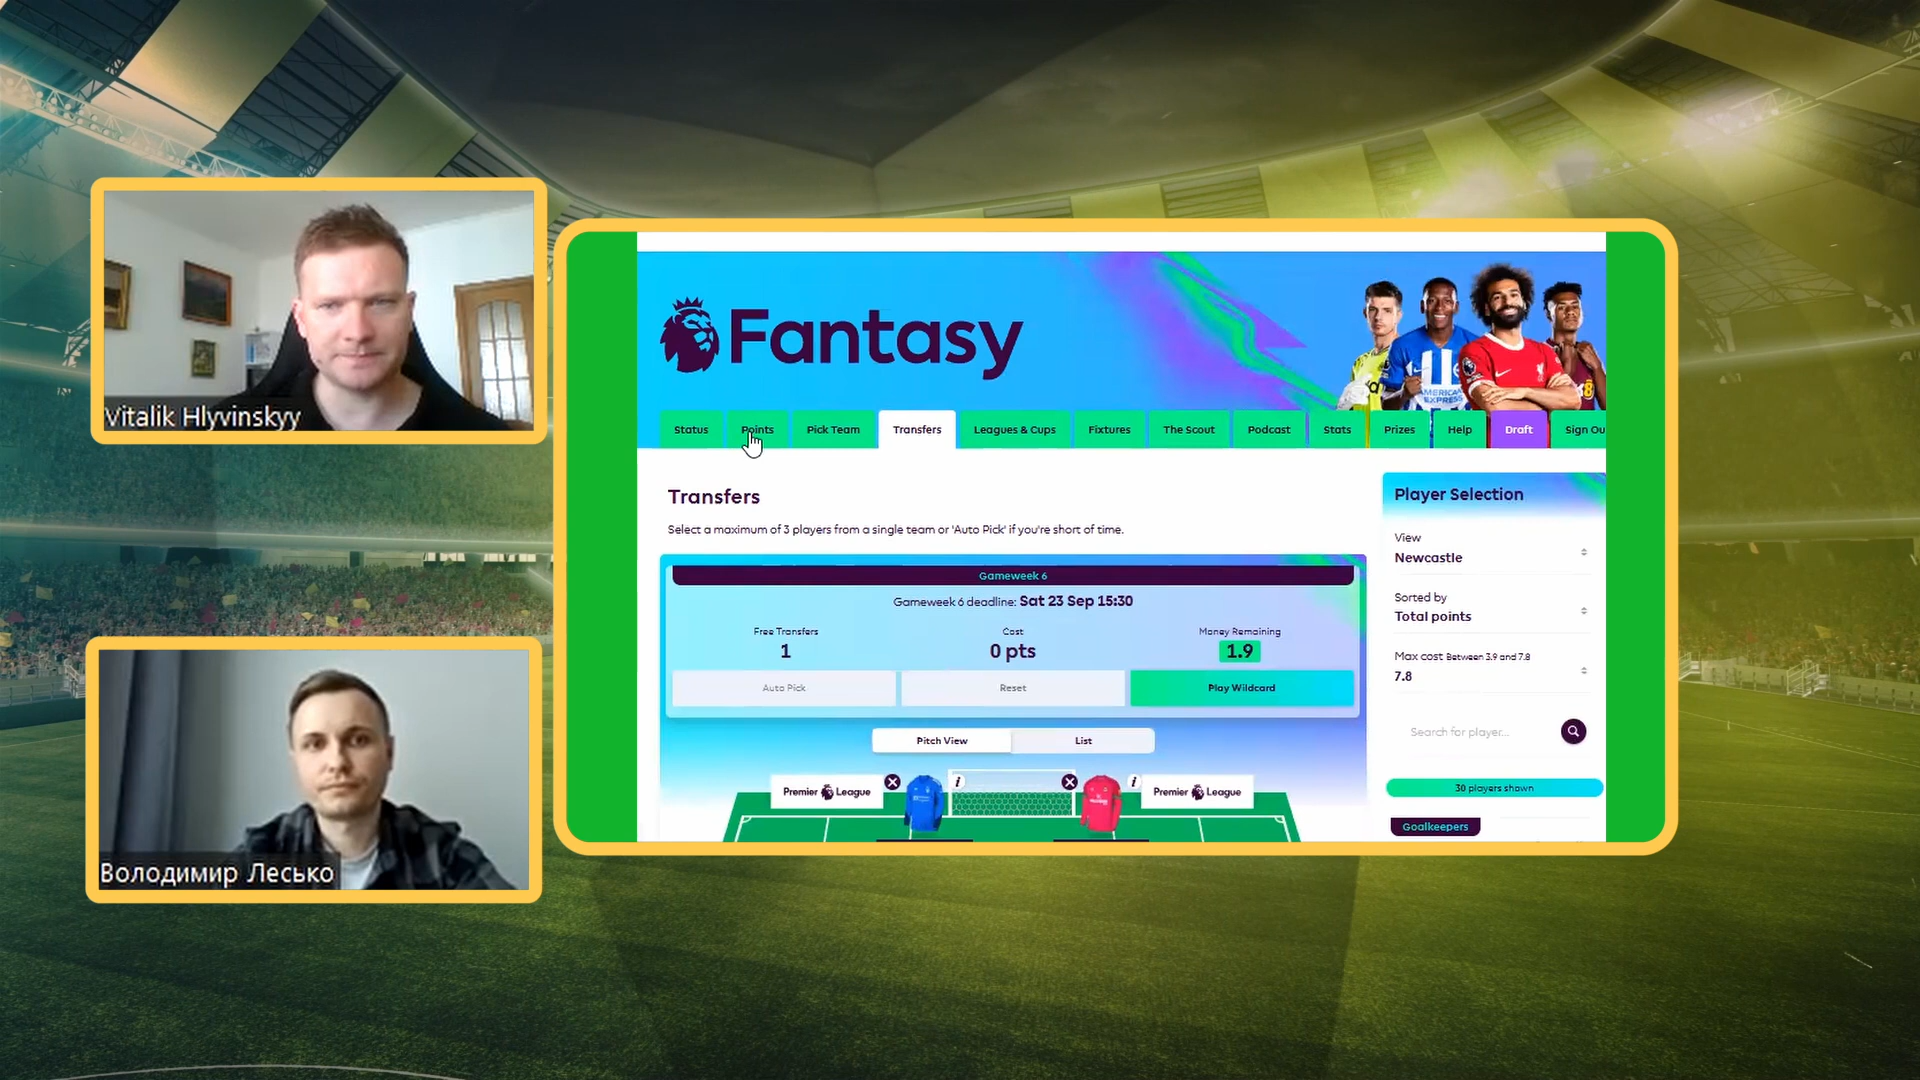 Vitalik Hlyvinskyy
Володимир Лесько
Fantasy
AMERICAN
EXPRESS
Status
Points
Pick Team
Transfers
Leagues & Cups
Fixtures
The Scout
Podcast
Stats
Prizes
Help
Draft
Sign Ou
Transfers
Select a maximum of 3 players from a single team or 'Auto Pick' if you're short of time.
Gameweek 6
Gameweek 6 deadline: Sat 23 Sep 15:30
Free Transfers
1
Cost
0 pts
Money Remaining
1.9
Auto Pick
Reset
Play Wildcard
Pitch View
List
Premier League
Premier League
Player Selection
View
Newcastle
Sorted by
Total points
Max cost Between 3.9 and 7.8
7.8
Search for player...
30 players shown
Goalkeepers